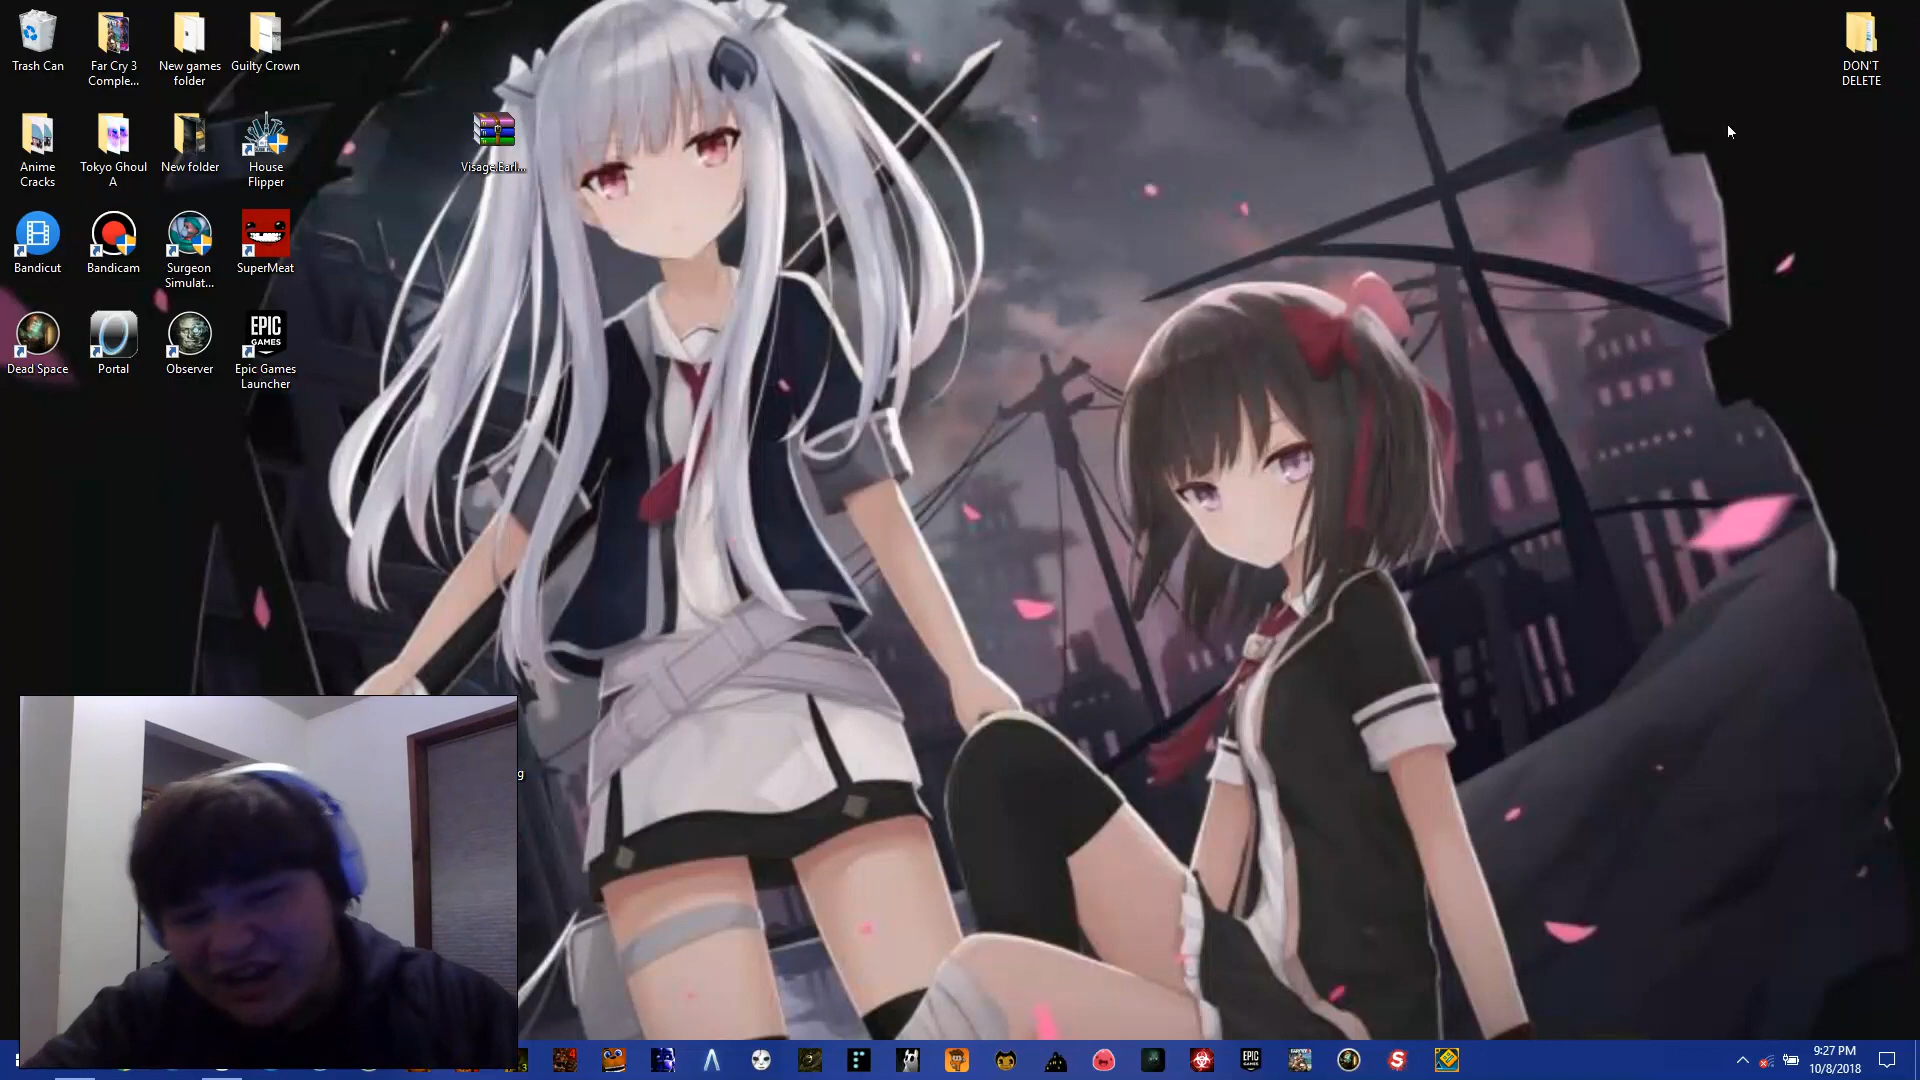 Trash Can
Far Cry 3
Comple...
New games
folder
Guilty Crown
DON'T
DELETE
Anime
Cracks
Tokyo Ghoul
A
New folder
House
Flipper
Visage.Earl...
Bandicut
Bandicam
Surgeon
Simulat...
SuperMeat
Dead Space
Portal
Observer
EPIC
GAMES
Epic Games
Launcher
g
EPIC
GAMES
9:27 PM
10/8/2018